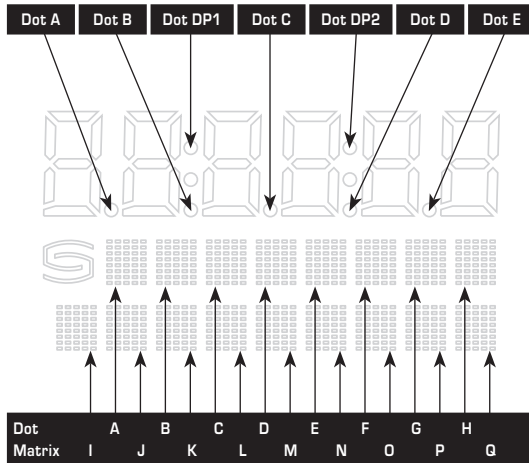 Dot A Dot B Dot DP1 Dot C Dot DP2 Dot D Dot E
S
Dot A B C D E F G H
Matrix I J K L M N O P Q